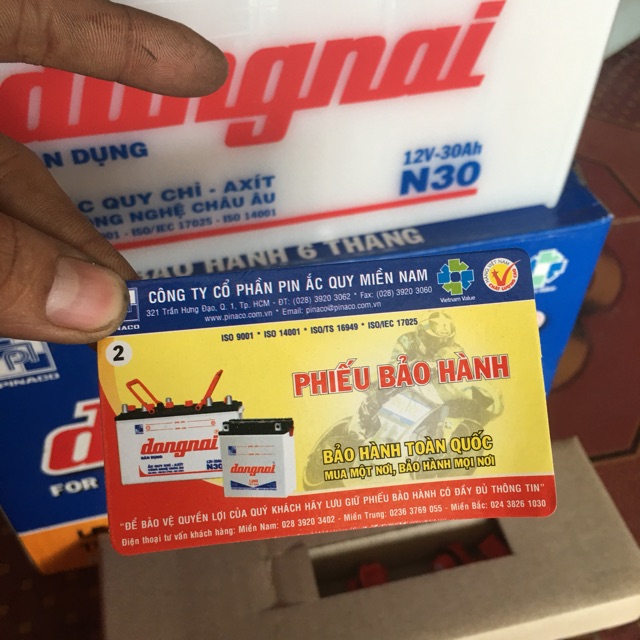 dongnai
ÂN DỤNG
12V-30Ah
N30
C QUY CHÌ - AXÍT
NG NGHỆ CHÂU ÂU
9001 - ISO/IEC 17025 - ISO 14001
BẢO HÀNH 6 THÁNG
PINACO
FOR
CÔNG TY CỔ PHẦN PIN ẮC QUY MIỀN NAM
321 Trần Hưng Đạo, Q. 1, Tp. HCM - ĐT: (028) 3920 3062 * Fax: (028) 3920 3060
www.pinaco.com.vn * Email: pinaco@pinaco.com.vn
Vietnam Value
ISO 9001 * ISO 14001 * ISO/TS 16949 * ISO/IEC 17025
2
PHIẾU BẢO HÀNH
dongnai
N30
dongnai
BẢO HÀNH TOÀN QUỐC
MUA MỘT NƠI, BẢO HÀNH MỌI NƠI
"ĐỂ BẢO VỆ QUYỀN LỢI CỦA QUÝ KHÁCH HÃY LƯU GIỮ PHIẾU BẢO HÀNH CÓ ĐẦY ĐỦ THÔNG TIN"
Điện thoại tư vấn khách hàng: Miền Nam: 028 3920 3402 - Miền Trung: 0236 3769 055 - Miền Bắc: 024 3826 1030